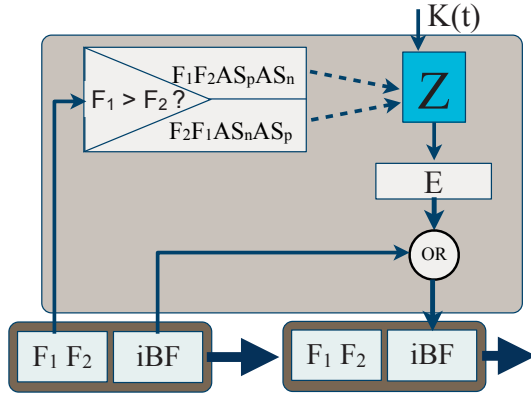 K(t)
F₁F₂ASₚASₙ
F₁ > F₂ ?
Z
F₂F₁ASₙASₚ
E
OR
F₁ F₂
iBF
F₁ F₂
iBF